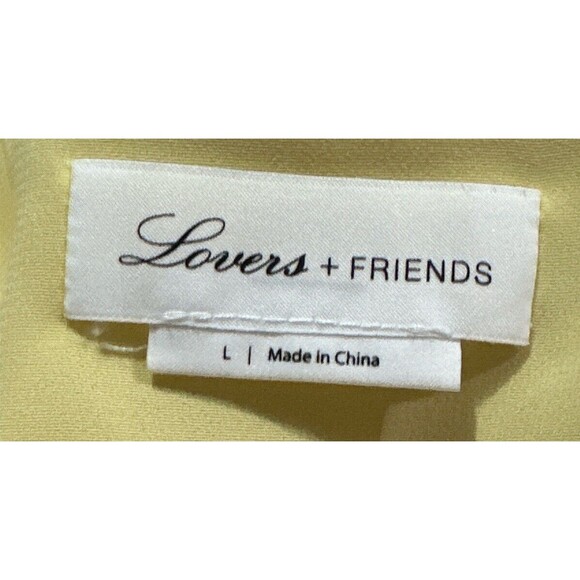 Lovers + FRIENDS
L | Made in China